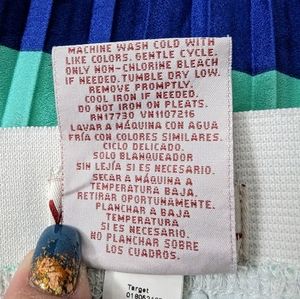 MACHINE WASH COLD WITH
LIKE COLORS. GENTLE CYCLE.
ONLY NON-CHLORINE BLEACH
IF NEEDED. TUMBLE DRY LOW.
REMOVE PROMPTLY.
COOL IRON IF NEEDED.
DO NOT IRON ON PLEATS.
RN17730 VN1107216
LAVAR A MÁQUINA CON AGUA
FRÍA CON COLORES SIMILARES.
CICLO DELICADO.
SOLO BLANQUEADOR
SIN LEJÍA SI ES NECESARIO.
SECAR A MÁQUINA A
TEMPERATURA BAJA.
RETIRAR OPORTUNAMENTE.
PLANCHAR A BAJA
TEMPERATURA
SI ES NECESARIO.
NO PLANCHAR SOBRE
LOS CUADROS.
Target